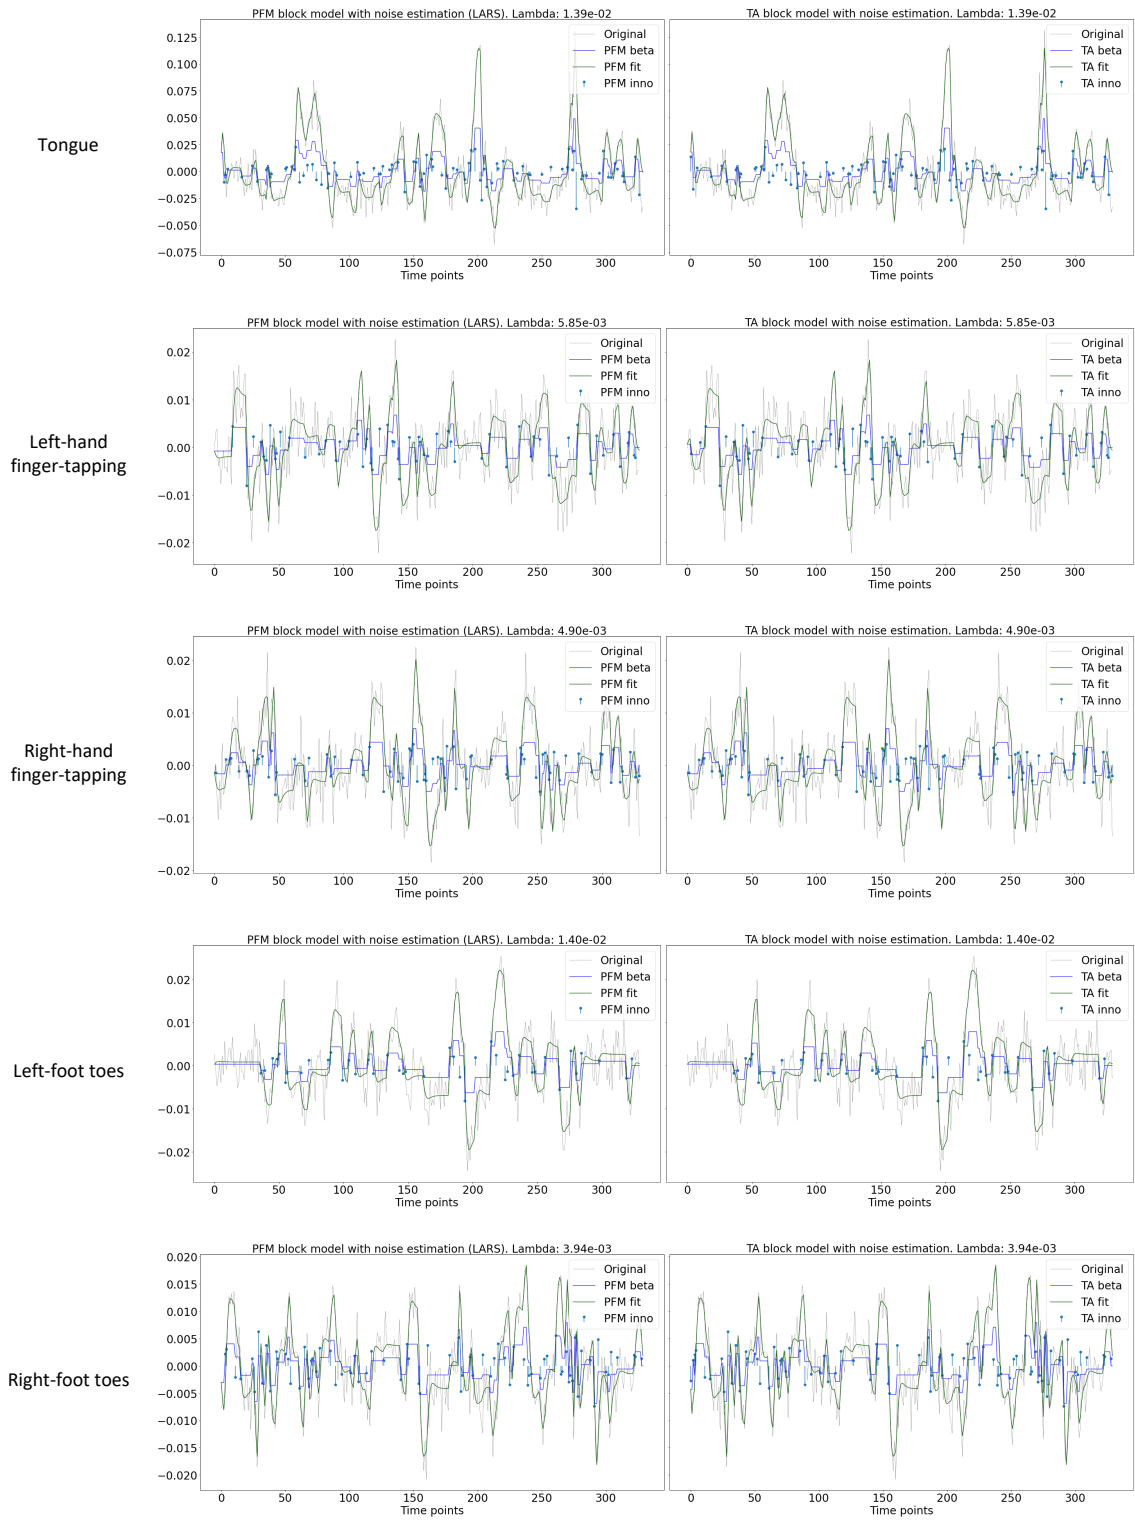 PFM block model with noise estimation (LARS). Lambda: 1.39e-02
TA block model with noise estimation. Lambda: 1.39e-02
Tongue
0.125
0.100
0.075
0.050
0.025
0.000
−0.025
−0.050
−0.075
Original
PFM beta
PFM fit
PFM inno
Original
TA beta
TA fit
TA inno
0 50 100 150 200 250 300
Time points
0 50 100 150 200 250 300
Time points
PFM block model with noise estimation (LARS). Lambda: 5.85e-03
TA block model with noise estimation. Lambda: 5.85e-03
Left-hand
finger-tapping
0.02
0.01
0.00
−0.01
−0.02
Original
PFM beta
PFM fit
PFM inno
Original
TA beta
TA fit
TA inno
0 50 100 150 200 250 300
Time points
0 50 100 150 200 250 300
Time points
PFM block model with noise estimation (LARS). Lambda: 4.90e-03
TA block model with noise estimation. Lambda: 4.90e-03
Right-hand
finger-tapping
0.02
0.01
0.00
−0.01
−0.02
Original
PFM beta
PFM fit
PFM inno
Original
TA beta
TA fit
TA inno
0 50 100 150 200 250 300
Time points
0 50 100 150 200 250 300
Time points
PFM block model with noise estimation (LARS). Lambda: 1.40e-02
TA block model with noise estimation. Lambda: 1.40e-02
Left-foot toes
0.02
0.01
0.00
−0.01
−0.02
Original
PFM beta
PFM fit
PFM inno
Original
TA beta
TA fit
TA inno
0 50 100 150 200 250 300
Time points
0 50 100 150 200 250 300
Time points
PFM block model with noise estimation (LARS). Lambda: 3.94e-03
TA block model with noise estimation. Lambda: 3.94e-03
Right-foot toes
0.020
0.015
0.010
0.005
0.000
−0.005
−0.010
−0.015
−0.020
Original
PFM beta
PFM fit
PFM inno
Original
TA beta
TA fit
TA inno
0 50 100 150 200 250 300
Time points
0 50 100 150 200 250 300
Time points